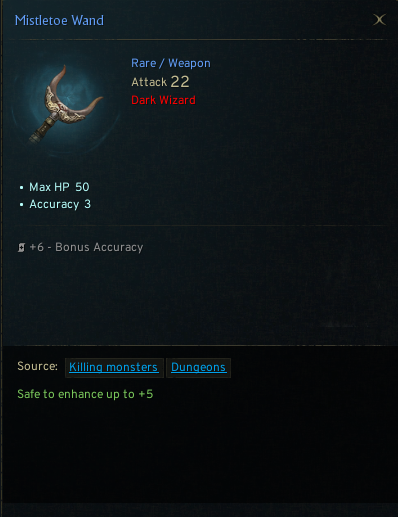 Mistletoe Wand
Rare / Weapon
Attack 22
Dark Wizard
▪ Max HP 50
▪ Accuracy 3
+6 - Bonus Accuracy
Source: Killing monsters Dungeons
Safe to enhance up to +5